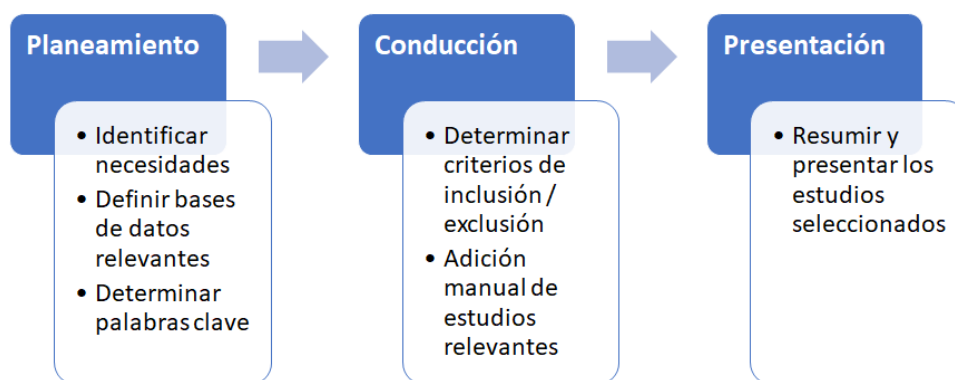 Planeamiento
• Identificar
necesidades
• Definir bases
de datos
relevantes
• Determinar
palabras clave
Conducción
• Determinar
criterios de
inclusión /
exclusión
• Adición
manual de
estudios
relevantes
Presentación
• Resumir y
presentar los
estudios
seleccionados